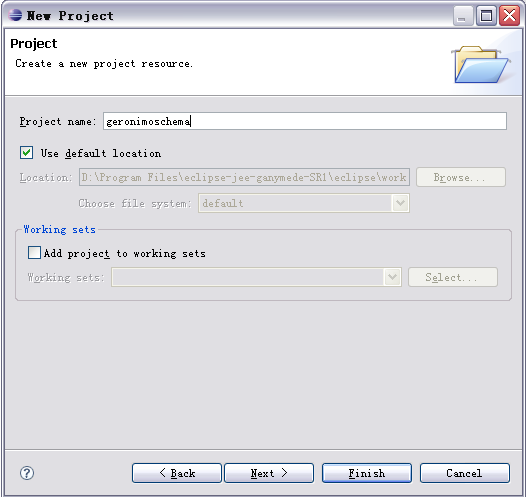 New Project
Project
Create a new project resource.
Project name: geronimoschema
Use default location
Location: D:\Program Files\eclipse-jee-ganymede-SR1\eclipse\work Browse...
Choose file system: default
Working sets
Add project to working sets
Working sets: Select...
? < Back Next > Finish Cancel